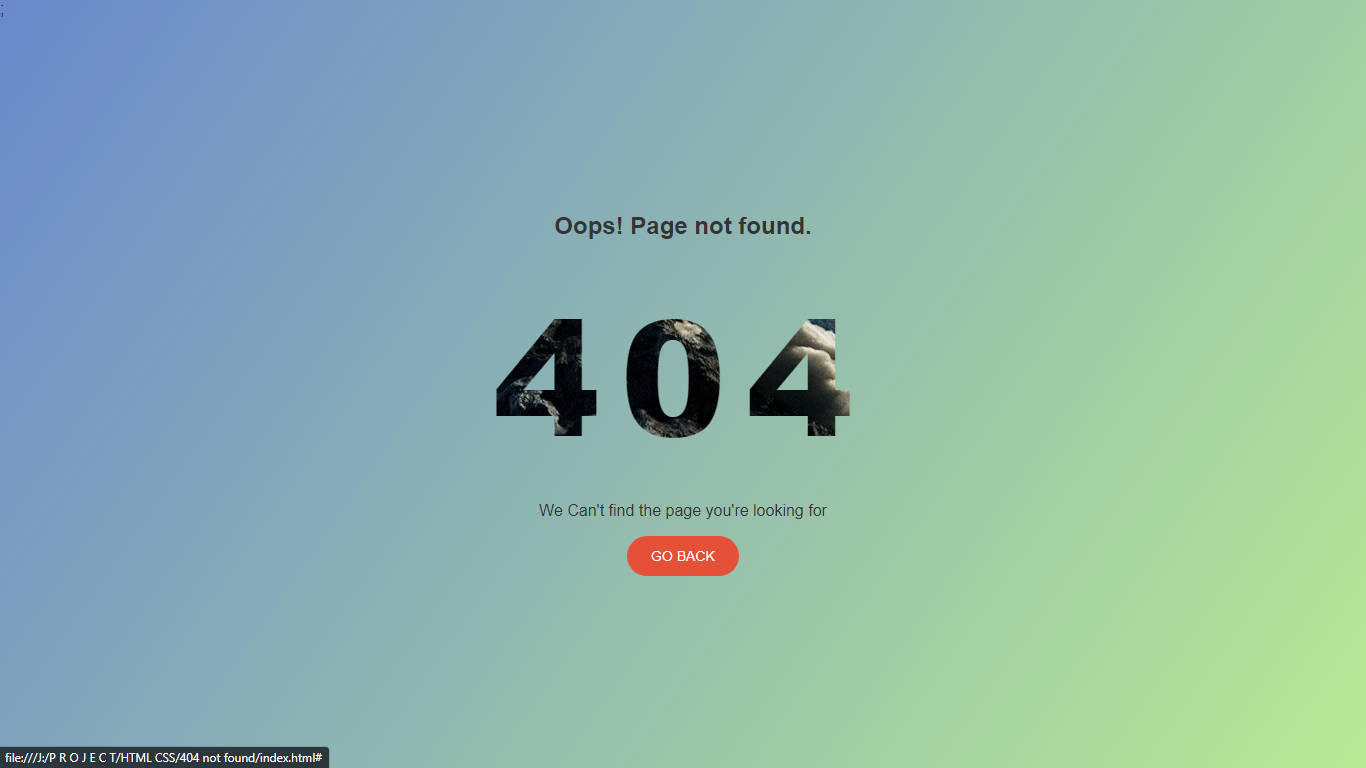 ;
Oops! Page not found.
404
We Can't find the page you're looking for
GO BACK
file:///J:/P R O J E C T/HTML CSS/404 not found/index.html#